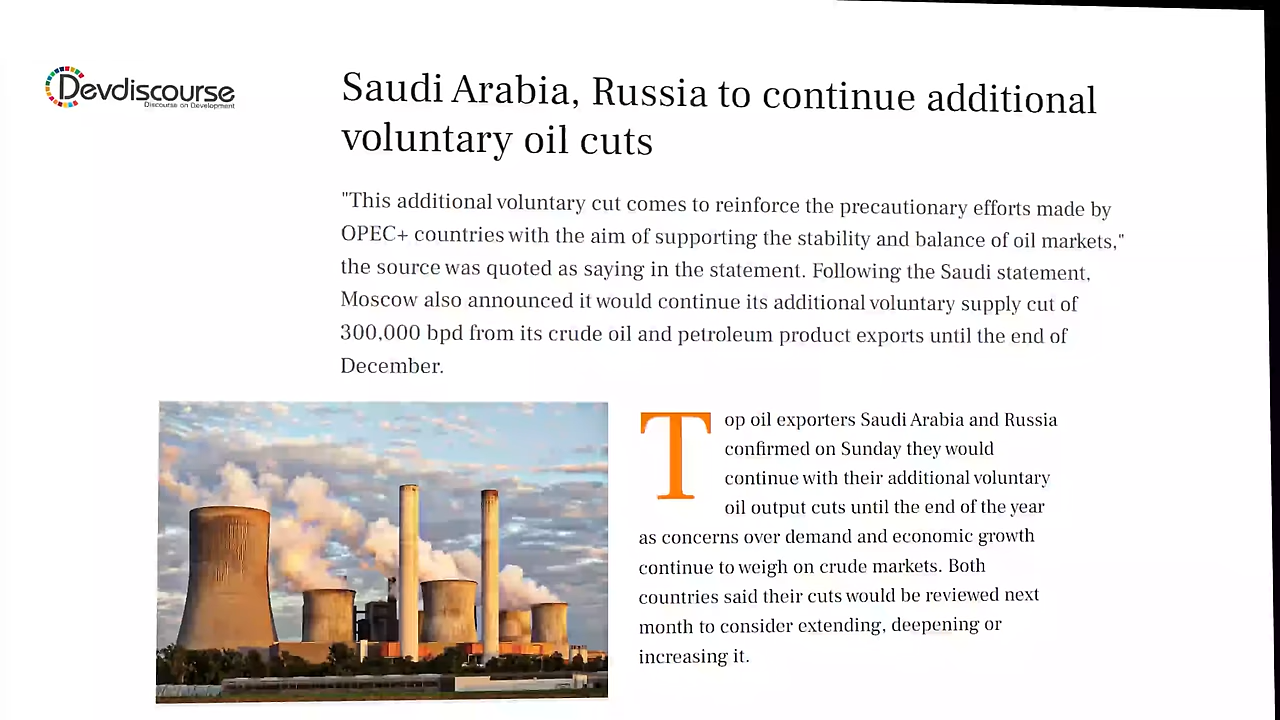 Devdiscourse
Discourse on Development
Saudi Arabia, Russia to continue additional
voluntary oil cuts
"This additional voluntary cut comes to reinforce the precautionary efforts made by
OPEC+ countries with the aim of supporting the stability and balance of oil markets,"
the source was quoted as saying in the statement. Following the Saudi statement,
Moscow also announced it would continue its additional voluntary supply cut of
300,000 bpd from its crude oil and petroleum product exports until the end of
December.
Top oil exporters Saudi Arabia and Russia
confirmed on Sunday they would
continue with their additional voluntary
oil output cuts until the end of the year
as concerns over demand and economic growth
continue to weigh on crude markets. Both
countries said their cuts would be reviewed next
month to consider extending, deepening or
increasing it.